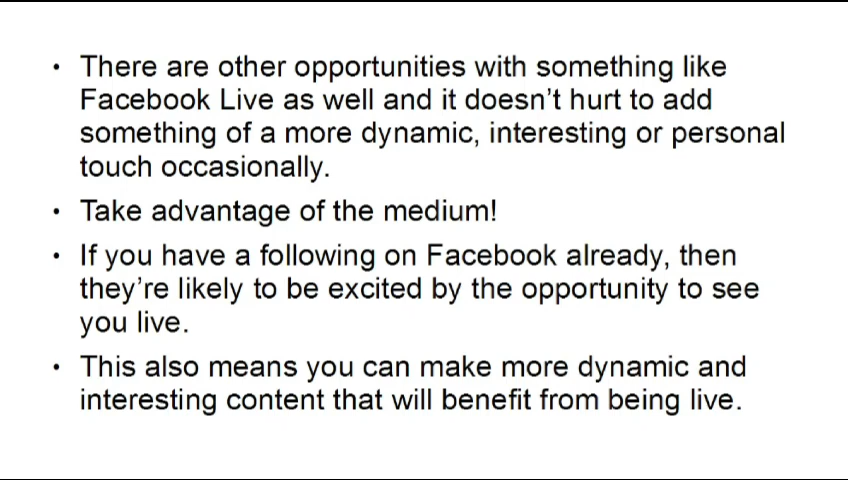 • There are other opportunities with something like
Facebook Live as well and it doesn’t hurt to add
something of a more dynamic, interesting or personal
touch occasionally.
• Take advantage of the medium!
• If you have a following on Facebook already, then
they’re likely to be excited by the opportunity to see
you live.
• This also means you can make more dynamic and
interesting content that will benefit from being live.